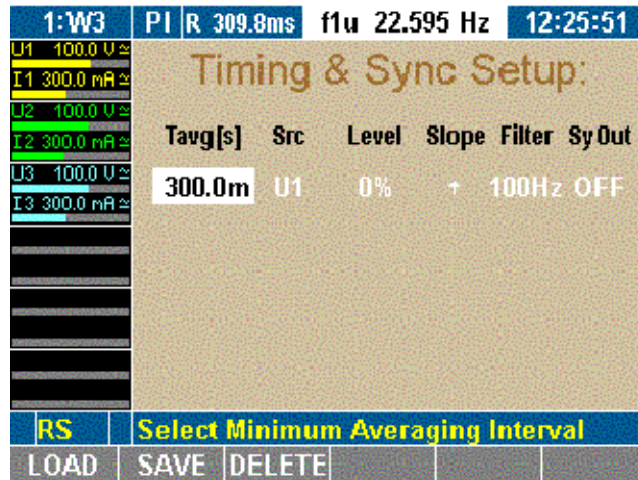 1:W3 PI R 309.8ms f1u 22.595 Hz 12:25:51
U1 100.0 V ≃
I1 300.0 mA ≃
U2 100.0 V ≃
I2 300.0 mA ≃
U3 100.0 V ≃
I3 300.0 mA ≃
Timing & Sync Setup:
Tavg[s] Src Level Slope Filter Sy Out
300.0m U1 0% ↑ 100Hz OFF
RS Select Minimum Averaging Interval
LOAD SAVE DELETE